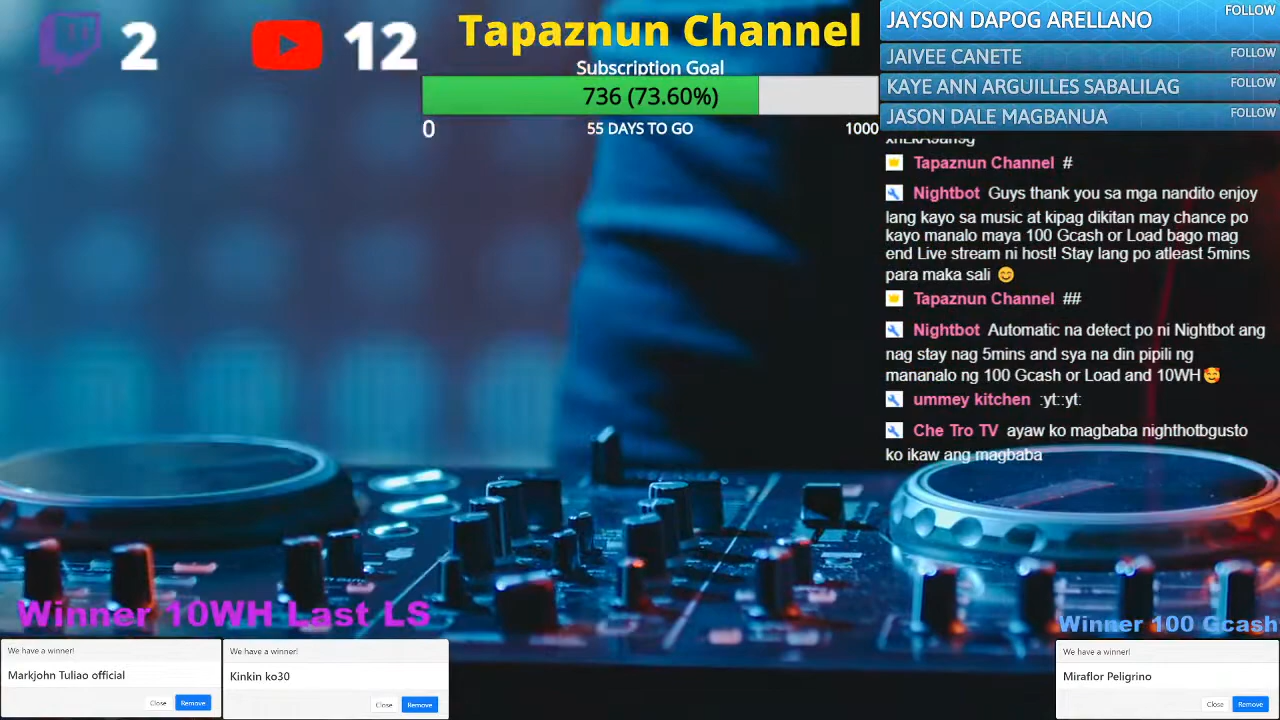 2
12
Tapaznun Channel
Subscription Goal
736 (73.60%)
0
55 DAYS TO GO
1000
JAYSON DAPOG ARELLANO FOLLOW
JAIVEE CANETE FOLLOW
KAYE ANN ARGUILLES SABALILAG FOLLOW
JASON DALE MAGBANUA FOLLOW
Tapaznun Channel #
Nightbot Guys thank you sa mga nandito enjoy
lang kayo sa music at kipag dikitan may chance po
kayo manalo maya 100 Gcash or Load bago mag
end Live stream ni host! Stay lang po atleast 5mins
para maka sali 😊
Tapaznun Channel ##
Nightbot Automatic na detect po ni Nightbot ang
nag stay nag 5mins and sya na din pipili ng
mananalo ng 100 Gcash or Load and 10WH🥰
ummey kitchen :yt::yt:
Che Tro TV ayaw ko magbaba nighthotbgusto
ko ikaw ang magbaba
Winner 10WH Last LS
We have a winner!
Markjohn Tuliao official
Close Remove
We have a winner!
Kinkin ko30
Close Remove
Winner 100 Gcash
We have a winner!
Miraflor Peligrino
Close Remove